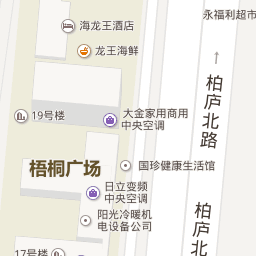 海龙王酒店
永福利超市
龙王海鲜
柏庐北路
19号楼
大金家用商用
中央空调
国珍健康生活馆
梧桐广场
日立变频
中央空调
阳光冷暖机
电设备公司
柏庐北
17号楼